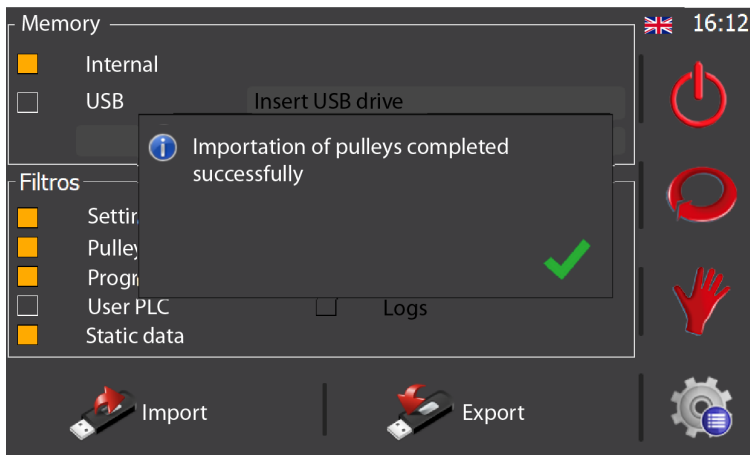 Memory
16:12
Internal
USB
Insert USB drive
Importation of pulleys completed
successfully
Filtros
User PLC
Logs
Static data
Import
Export